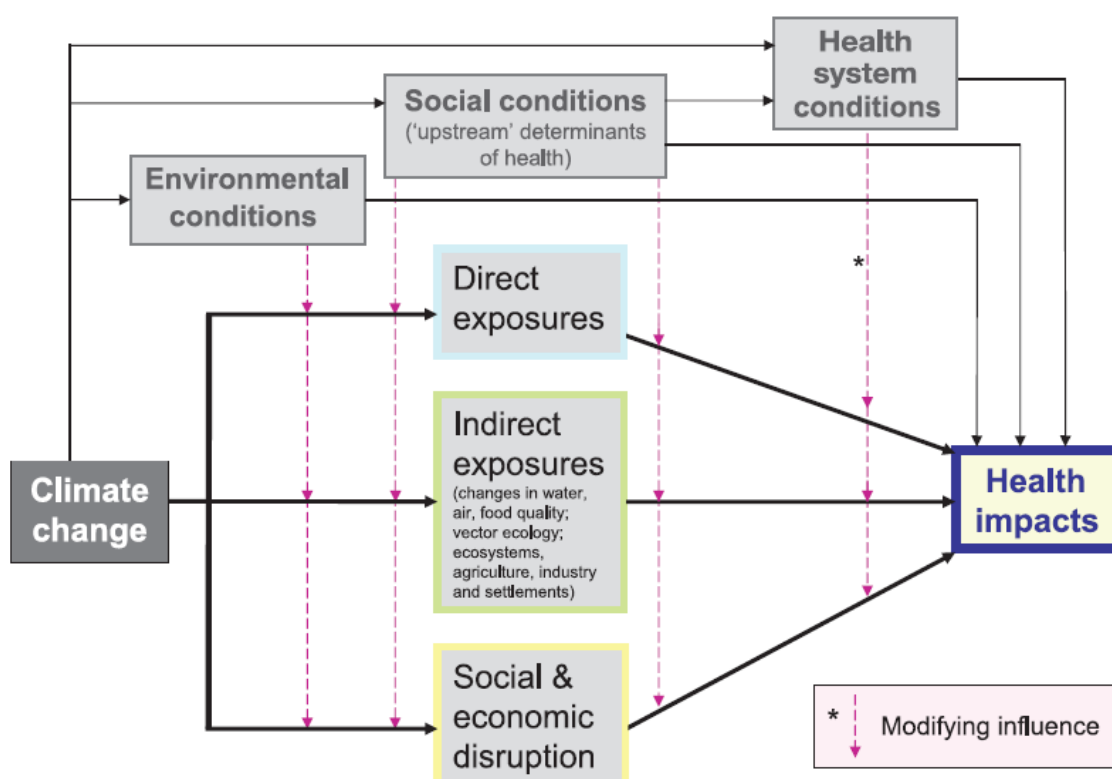 Health
system
conditions
Social conditions
(‘upstream’ determinants
of health)
Environmental
conditions
Direct
exposures
*
Indirect
exposures
(changes in water,
air, food quality;
vector ecology;
ecosystems,
agriculture, industry
and settlements)
Climate
change
Health
impacts
Social &
economic
disruption
* Modifying influence